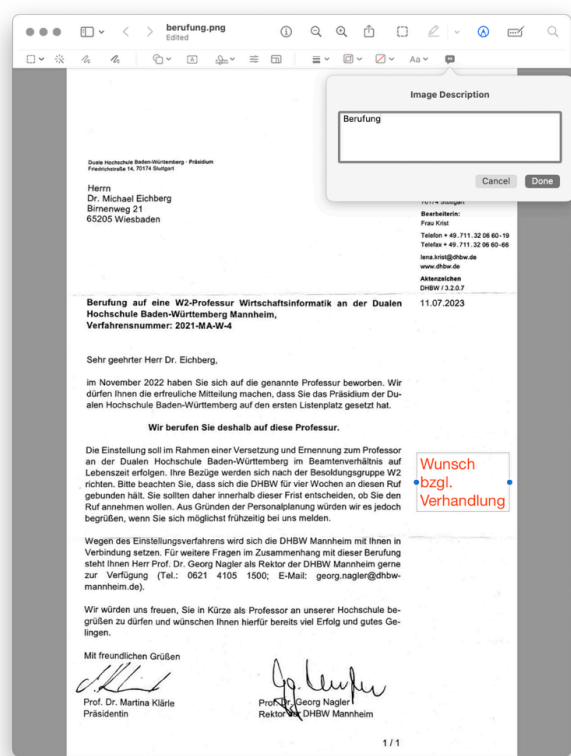 berufung.png
Edited
Aa
Image Description
Berufung
Cancel
Done
Duale Hochschule Baden-Württemberg · Präsidium
Friedrichstraße 14, 70174 Stuttgart
Herrn
Dr. Michael Eichberg
Birnenweg 21
65205 Wiesbaden
70174 Stuttgart
Bearbeiterin:
Frau Krist
Telefon + 49.711.32 06 60-19
Telefax + 49.711.32 06 60-66
lena.krist@dhbw.de
www.dhbw.de
Aktenzeichen
DHBW / 3.2.0.7
11.07.2023
Berufung auf eine W2-Professur Wirtschaftsinformatik an der Dualen
Hochschule Baden-Württemberg Mannheim,
Verfahrensnummer: 2021-MA-W-4
Sehr geehrter Herr Dr. Eichberg,
im November 2022 haben Sie sich auf die genannte Professur beworben. Wir
dürfen Ihnen die erfreuliche Mitteilung machen, dass Sie das Präsidium der Du-
alen Hochschule Baden-Württemberg auf den ersten Listenplatz gesetzt hat.
Wir berufen Sie deshalb auf diese Professur.
Die Einstellung soll im Rahmen einer Versetzung und Ernennung zum Professor
an der Dualen Hochschule Baden-Württemberg im Beamtenverhältnis auf
Lebenszeit erfolgen. Ihre Bezüge werden sich nach der Besoldungsgruppe W2
richten. Bitte beachten Sie, dass sich die DHBW für vier Wochen an diesen Ruf
gebunden hält. Sie sollten daher innerhalb dieser Frist entscheiden, ob Sie den
Ruf annehmen wollen. Aus Gründen der Personalplanung würden wir es jedoch
begrüßen, wenn Sie sich möglichst frühzeitig bei uns melden.
Wunsch
bzgl.
Verhandlung
Wegen des Einstellungsverfahrens wird sich die DHBW Mannheim mit Ihnen in
Verbindung setzen. Für weitere Fragen im Zusammenhang mit dieser Berufung
steht Ihnen Herr Prof. Dr. Georg Nagler als Rektor der DHBW Mannheim gerne
zur Verfügung (Tel.: 0621 4105 1500; E-Mail: georg.nagler@dhbw-
mannheim.de).
Wir würden uns freuen, Sie in Kürze als Professor an unserer Hochschule be-
grüßen zu dürfen und wünschen Ihnen hierfür bereits viel Erfolg und gutes Ge-
lingen.
Mit freundlichen Grüßen
Prof. Dr. Martina Klärle
Präsidentin
Prof. Dr. Georg Nagler
Rektor der DHBW Mannheim
1 / 1